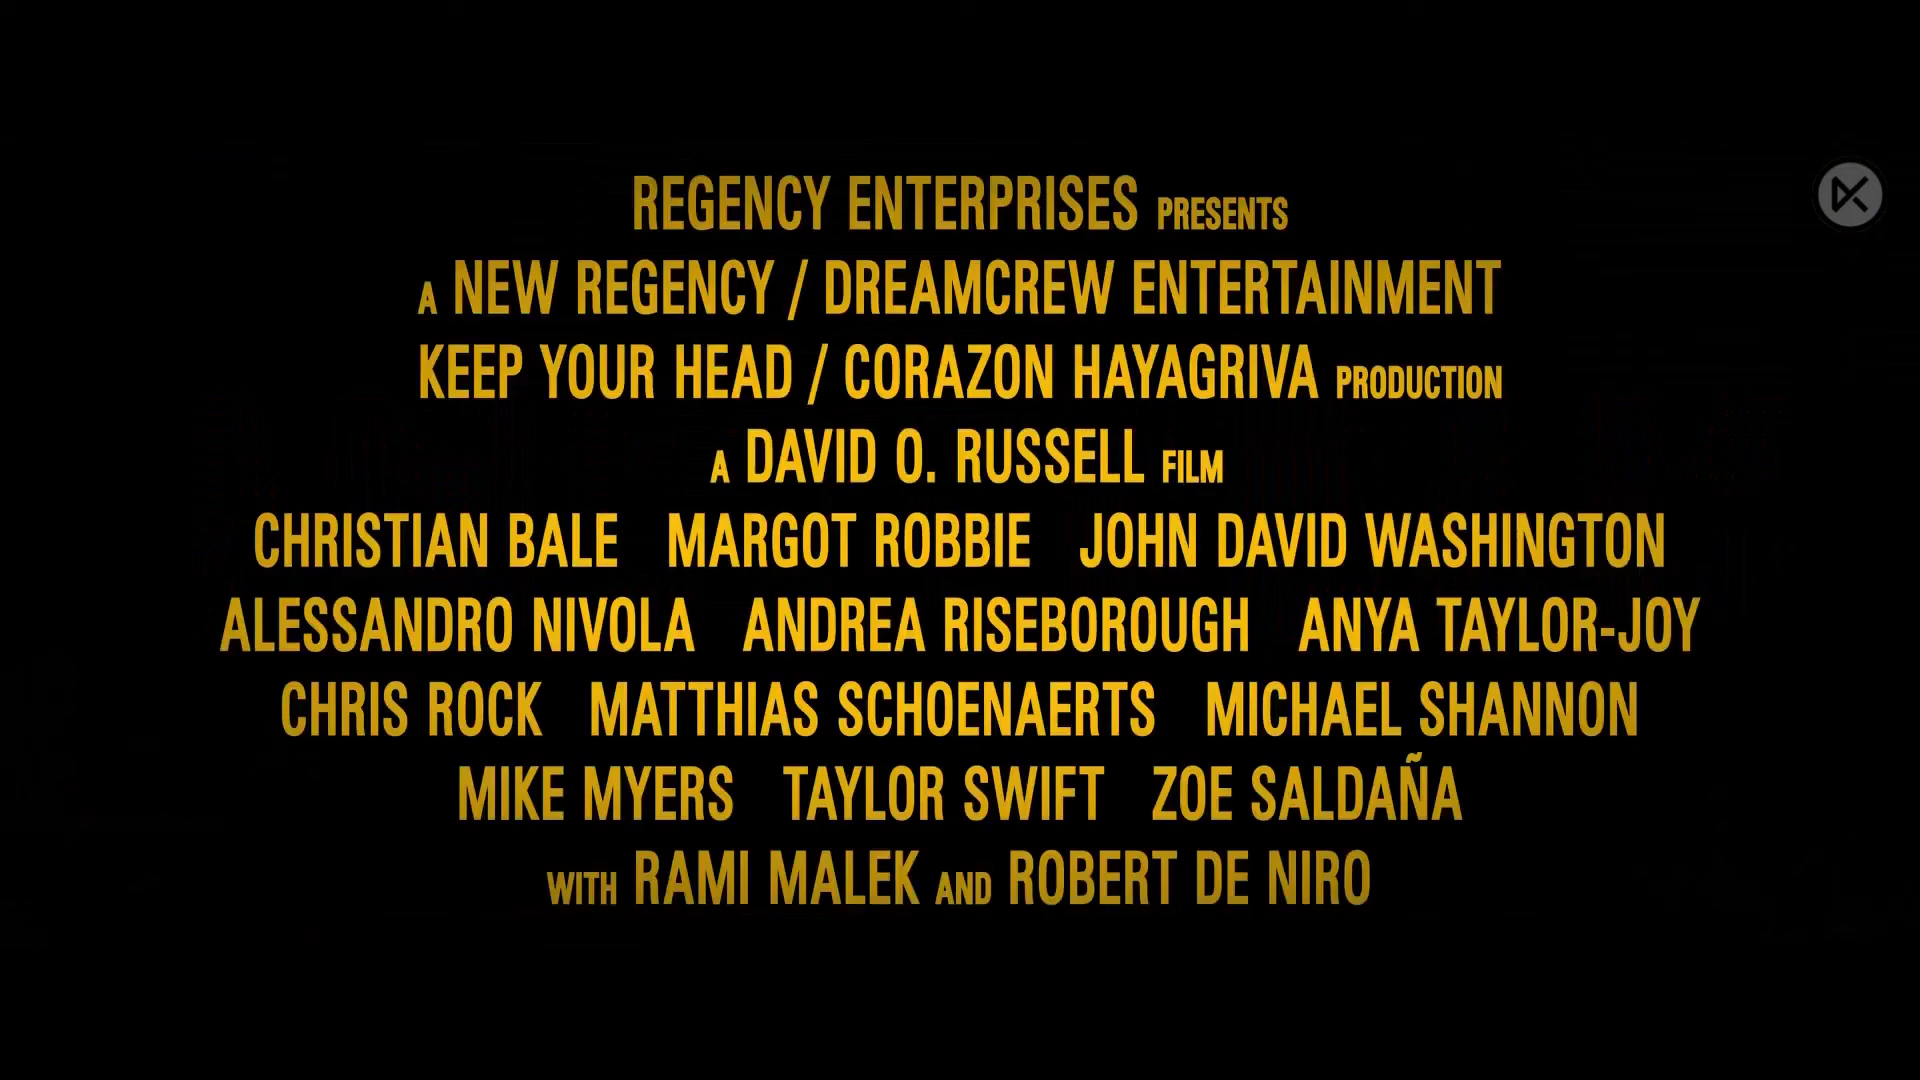 REGENCY ENTERPRISES PRESENTS
A NEW REGENCY / DREAMCREW ENTERTAINMENT
KEEP YOUR HEAD / CORAZON HAYAGRIVA PRODUCTION
A DAVID O. RUSSELL FILM
CHRISTIAN BALE MARGOT ROBBIE JOHN DAVID WASHINGTON
ALESSANDRO NIVOLA ANDREA RISEBOROUGH ANYA TAYLOR-JOY
CHRIS ROCK MATTHIAS SCHOENAERTS MICHAEL SHANNON
MIKE MYERS TAYLOR SWIFT ZOE SALDAÑA
WITH RAMI MALEK AND ROBERT DE NIRO